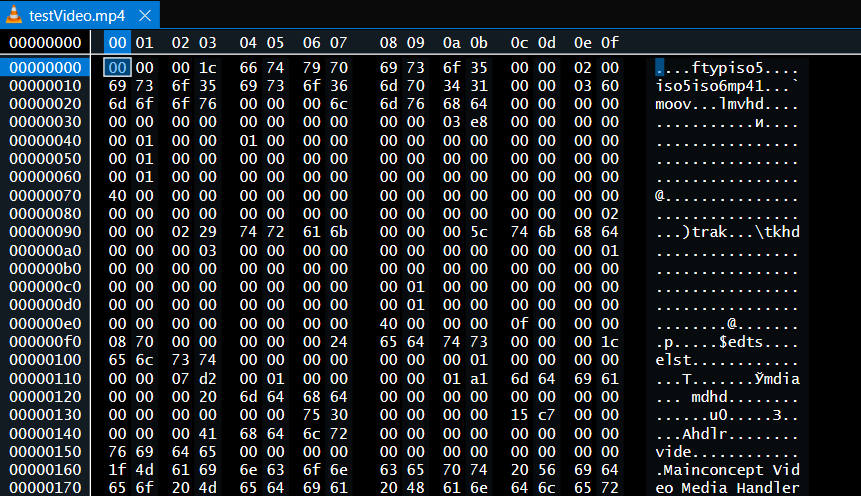 testVideo.mp4
00000000 00 01 02 03 04 05 06 07 08 09 0a 0b 0c 0d 0e 0f
00000000 00 00 00 1c 66 74 79 70 69 73 6f 35 00 00 02 00 ....ftypiso5....
00000010 69 73 6f 35 69 73 6f 36 6d 70 34 31 00 00 03 60 iso5iso6mp41...`
00000020 6d 6f 6f 76 00 00 00 6c 6d 76 68 64 00 00 00 00 moov...lmvhd....
00000030 00 00 00 00 00 00 00 00 00 00 03 e8 00 00 00 00 ...........и....
00000040 00 01 00 00 01 00 00 00 00 00 00 00 00 00 00 00 ................
00000050 00 01 00 00 00 00 00 00 00 00 00 00 00 00 00 00 ................
00000060 00 01 00 00 00 00 00 00 00 00 00 00 00 00 00 00 ................
00000070 40 00 00 00 00 00 00 00 00 00 00 00 00 00 00 00 @...............
00000080 00 00 00 00 00 00 00 00 00 00 00 00 00 00 00 02 ................
00000090 00 00 02 29 74 72 61 6b 00 00 00 5c 74 6b 68 64 ...)trak...\tkhd
000000a0 00 00 00 03 00 00 00 00 00 00 00 00 00 00 00 01 ................
000000b0 00 00 00 00 00 00 00 00 00 00 00 00 00 00 00 00 ................
000000c0 00 00 00 00 00 00 00 00 00 01 00 00 00 00 00 00 ................
000000d0 00 00 00 00 00 00 00 00 00 01 00 00 00 00 00 00 ................
000000e0 00 00 00 00 00 00 00 00 40 00 00 00 0f 00 00 00 ........@.......
000000f0 08 70 00 00 00 00 00 24 65 64 74 73 00 00 00 1c .p.....$edts....
00000100 65 6c 73 74 00 00 00 00 00 00 00 01 00 00 00 00 elst............
00000110 00 00 07 d2 00 01 00 00 00 00 01 a1 6d 64 69 61 ...Т.......Ўmdia
00000120 00 00 00 20 6d 64 68 64 00 00 00 00 00 00 00 00 ... mdhd........
00000130 00 00 00 00 00 00 75 30 00 00 00 00 15 c7 00 00 ......u0.....З..
00000140 00 00 00 41 68 64 6c 72 00 00 00 00 00 00 00 00 ...Ahdlr........
00000150 76 69 64 65 00 00 00 00 00 00 00 00 00 00 00 00 vide............
00000160 1f 4d 61 69 6e 63 6f 6e 63 65 70 74 20 56 69 64 .Mainconcept Vid
00000170 65 6f 20 4d 65 64 69 61 20 48 61 6e 64 6c 65 72 eo Media Handler